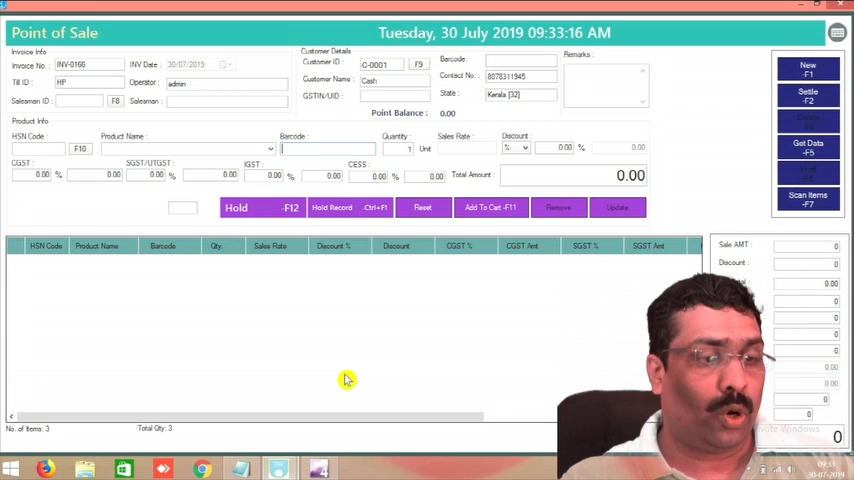 Point of Sale
Tuesday, 30 July 2019 09:33:16 AM
Invoice Info
Invoice No. : INV-0166 INV Date : 30/07/2019
Till ID : HP Operator : admin
Salesman ID : F8 Salesman :
Customer Details
Customer ID : C-0001 F9
Customer Name : Cash
GSTIN/UID :
Barcode:
Contact No. : 8078311945
State : Kerala [32]
Remarks :
Point Balance : 0.00
Product Info
HSN Code : Product Name : Barcode : Quantity : Sales Rate : Discount :
F10 1 Unit % 0.00 % 0.00
CGST : SGST/UTGST : IGST : CESS :
0.00 % 0.00 0.00 % 0.00 0.00 % 0.00 0.00 % 0.00 Total Amount : 0.00
Hold -F12 Hold Record -Ctrl+F1 Reset Add To Cart -F11 Remove Update
New -F1
Settle -F2
Get Data -F5
Scan Items -F7
HSN Code Product Name Barcode Qty. Sales Rate Discount % Discount CGST % CGST Amt SGST % SGST Amt
Sale AMT : 0
Discount : 0
0.00
0
0
0
0
0.00
0.00
0
0
0
No. of Items: 3 Total Qty: 3
Windows.
09:33
30-07-2019